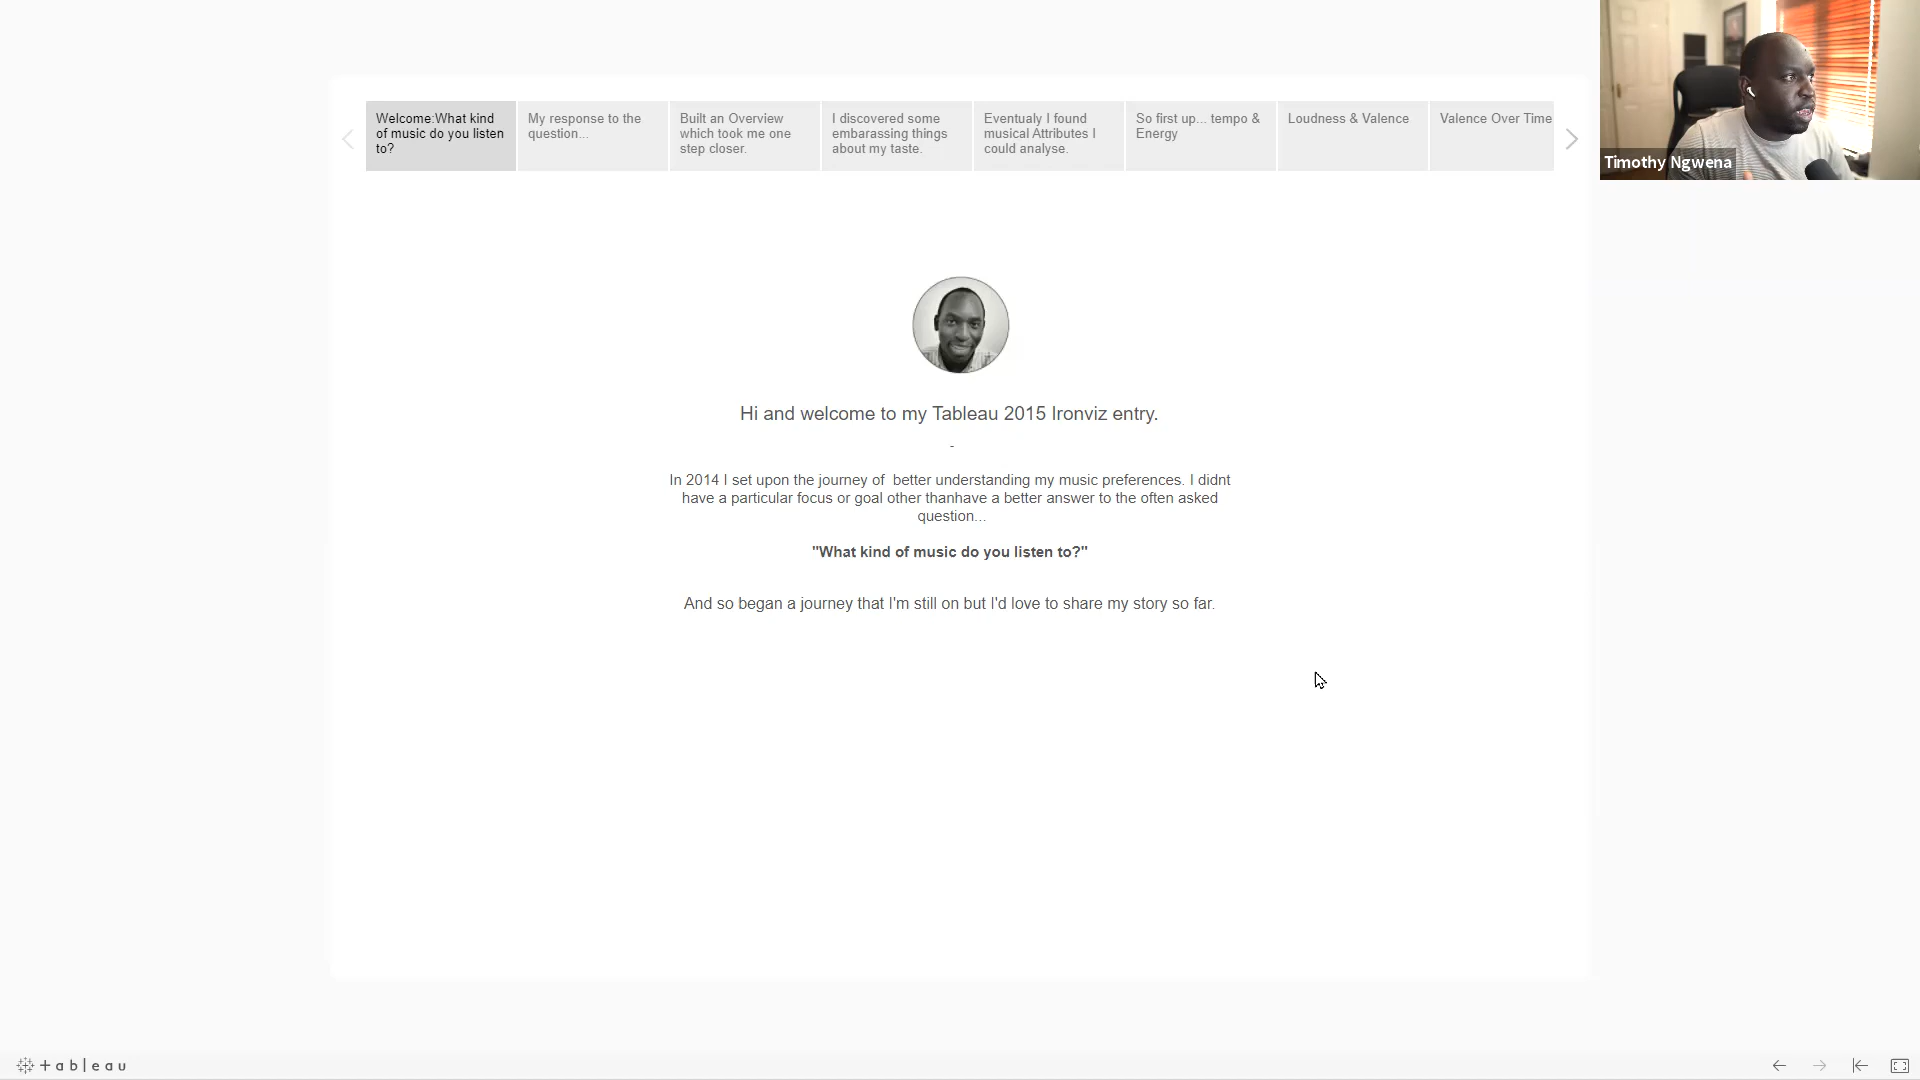 Welcome:What kind
of music do you listen
to?
My response to the
question...
Built an Overview
which took me one
step closer.
I discovered some
embarassing things
about my taste.
Eventualy I found
musical Attributes I
could analyse.
So first up... tempo &
Energy
Loudness & Valence
Valence Over Time
Timothy Ngwena
Hi and welcome to my Tableau 2015 Ironviz entry.
-
In 2014 I set upon the journey of  better understanding my music preferences. I didnt
have a particular focus or goal other thanhave a better answer to the often asked
question...
"What kind of music do you listen to?"
And so began a journey that I'm still on but I'd love to share my story so far.
+ableau